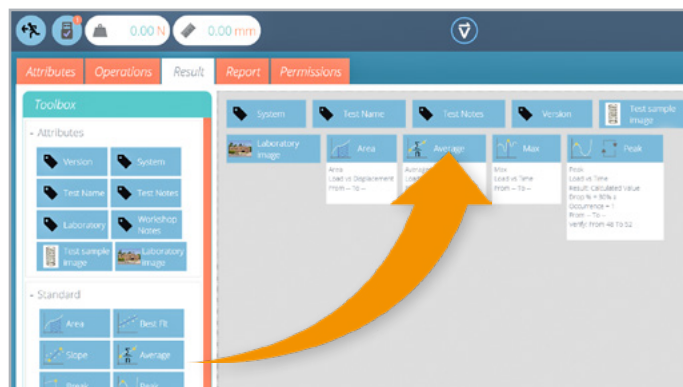 0.00 N
0.00 mm
Attributes Operations Result Report Permissions
Toolbox
- Attributes
Version System
Test Name Test Notes
Laboratory Workshop Notes
Test sample image Laboratory image
- Standard
Area Best Fit
Slope Average
Break Peak
System Test Name Test Notes Version Test sample image
Laboratory image Area Average Max Peak
Area
Load vs Displacement
From -- To --
Average
Max
Load vs Time
From -- To --
Peak
Load vs Time
Result: Calculated Value
Drop % = 30% x
Occurrence = 1
From -- To --
Verify: From 48 To 52